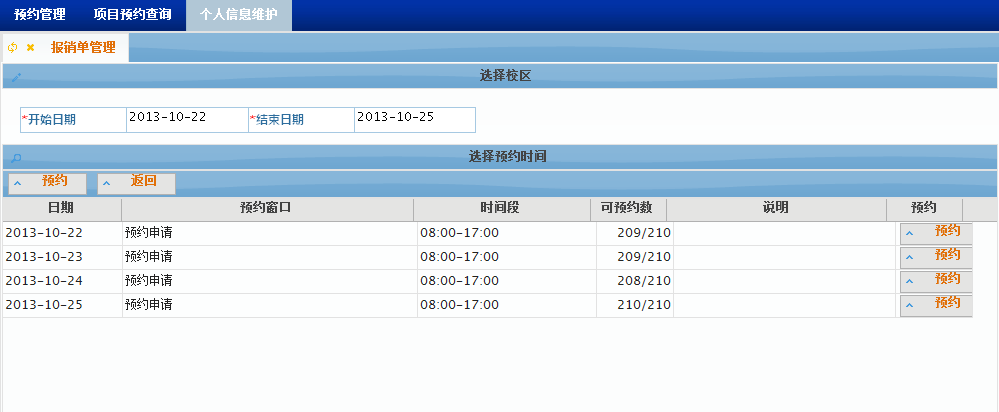 预约管理 项目预约查询 个人信息维护
报销单管理
选择校区
*开始日期 2013-10-22 *结束日期 2013-10-25
选择预约时间
预约 返回
日期 预约窗口 时间段 可预约数 说明 预约
2013-10-22 预约申请 08:00-17:00 209/210 预约
2013-10-23 预约申请 08:00-17:00 209/210 预约
2013-10-24 预约申请 08:00-17:00 208/210 预约
2013-10-25 预约申请 08:00-17:00 210/210 预约